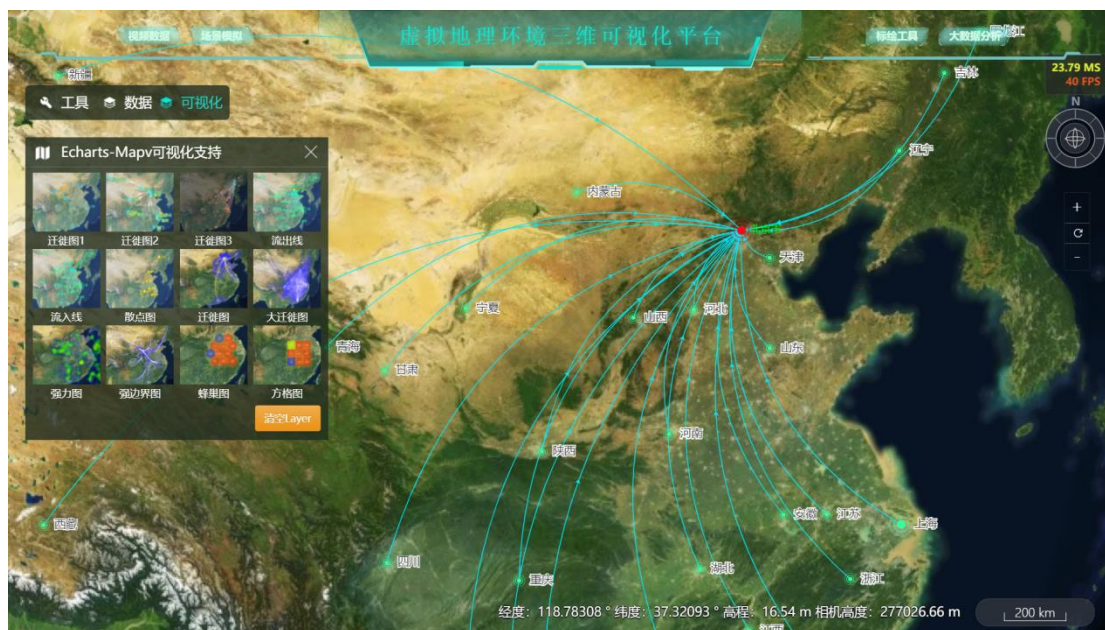 虚拟地理环境三维可视化平台
视频数据 场景模拟
标绘工具 大数据分析
23.79 MS
40 FPS
N
工具 数据 可视化
Echarts-Mapv可视化支持
迁徙图1 迁徙图2 迁徙图3 流出线
流入线 散点图 迁徙图 大迁徙图
强力图 强边界图 蜂巢图 方格图
清空Layer
新疆
吉林
辽宁
内蒙古
天津
宁夏
山西
河北
青海
山东
甘肃
河南
陕西
西藏
安徽
江苏
上海
四川
重庆
湖北
浙江
经度：118.78308 ° 纬度：37.32093 ° 高程：16.54 m 相机高度：277026.66 m
200 km